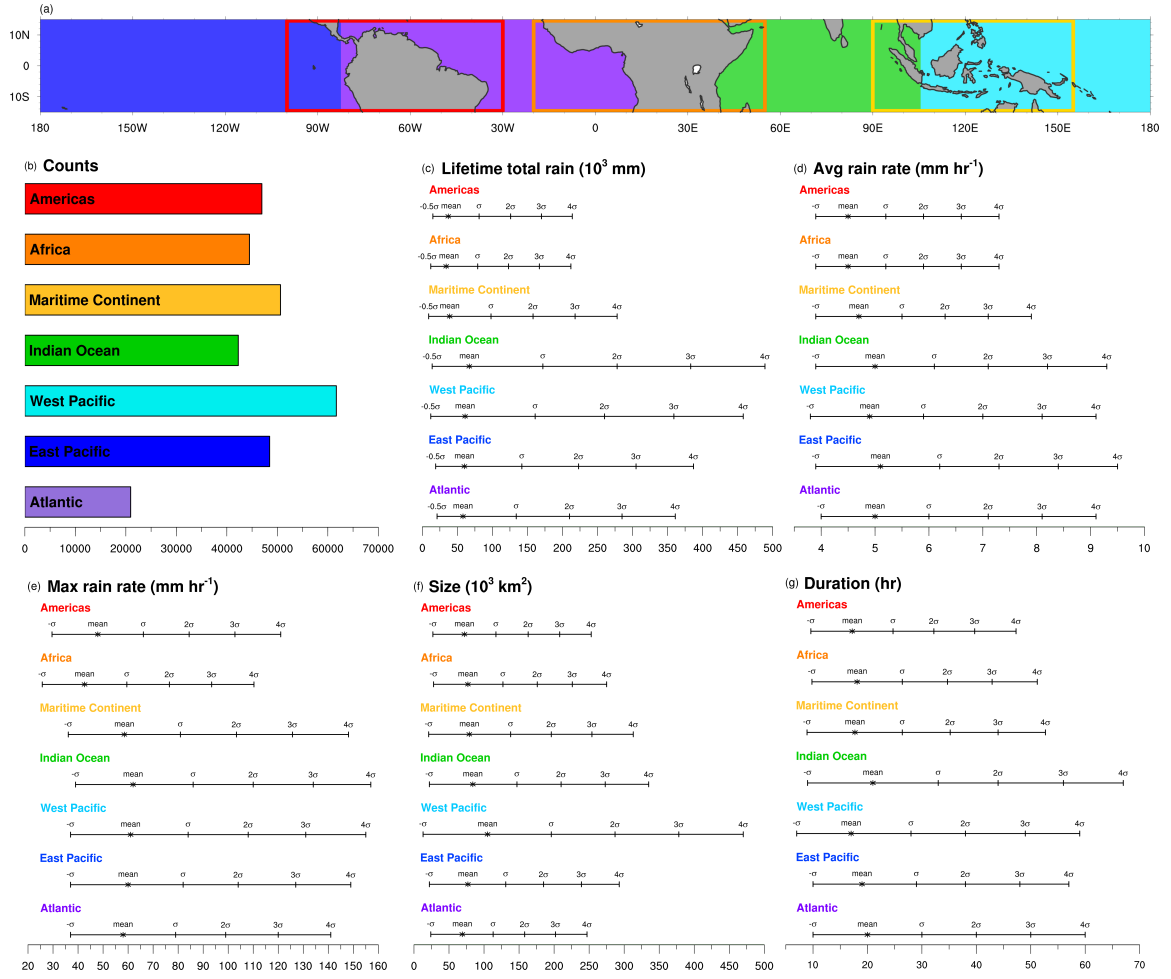 (a)
10N
0
10S
180 150W 120W 90W 60W 30W 0 30E 60E 90E 120E 150E 180
(b) Counts
Americas
Africa
Maritime Continent
Indian Ocean
West Pacific
East Pacific
Atlantic
0 10000 20000 30000 40000 50000 60000 70000
(c) Lifetime total rain (10³ mm)
Americas
-0.5σ mean σ 2σ 3σ 4σ
Africa
-0.5σ mean σ 2σ 3σ 4σ
Maritime Continent
-0.5σ mean σ 2σ 3σ 4σ
Indian Ocean
-0.5σ mean σ 2σ 3σ 4σ
West Pacific
-0.5σ mean σ 2σ 3σ 4σ
East Pacific
-0.5σ mean σ 2σ 3σ 4σ
Atlantic
-0.5σ mean σ 2σ 3σ 4σ
0 50 100 150 200 250 300 350 400 450 500
(d) Avg rain rate (mm hr⁻¹)
Americas
-σ mean σ 2σ 3σ 4σ
Africa
-σ mean σ 2σ 3σ 4σ
Maritime Continent
-σ mean σ 2σ 3σ 4σ
Indian Ocean
-σ mean σ 2σ 3σ 4σ
West Pacific
-σ mean σ 2σ 3σ 4σ
East Pacific
-σ mean σ 2σ 3σ 4σ
Atlantic
-σ mean σ 2σ 3σ 4σ
4 5 6 7 8 9 10
(e) Max rain rate (mm hr⁻¹)
Americas
-σ mean σ 2σ 3σ 4σ
Africa
-σ mean σ 2σ 3σ 4σ
Maritime Continent
-σ mean σ 2σ 3σ 4σ
Indian Ocean
-σ mean σ 2σ 3σ 4σ
West Pacific
-σ mean σ 2σ 3σ 4σ
East Pacific
-σ mean σ 2σ 3σ 4σ
Atlantic
-σ mean σ 2σ 3σ 4σ
20 30 40 50 60 70 80 90 100 110 120 130 140 150 160
(f) Size (10³ km²)
Americas
-σ mean σ 2σ 3σ 4σ
Africa
-σ mean σ 2σ 3σ 4σ
Maritime Continent
-σ mean σ 2σ 3σ 4σ
Indian Ocean
-σ mean σ 2σ 3σ 4σ
West Pacific
-σ mean σ 2σ 3σ 4σ
East Pacific
-σ mean σ 2σ 3σ 4σ
Atlantic
-σ mean σ 2σ 3σ 4σ
0 50 100 150 200 250 300 350 400 450 500
(g) Duration (hr)
Americas
-σ mean σ 2σ 3σ 4σ
Africa
-σ mean σ 2σ 3σ 4σ
Maritime Continent
-σ mean σ 2σ 3σ 4σ
Indian Ocean
-σ mean σ 2σ 3σ 4σ
West Pacific
-σ mean σ 2σ 3σ 4σ
East Pacific
-σ mean σ 2σ 3σ 4σ
Atlantic
-σ mean σ 2σ 3σ 4σ
10 20 30 40 50 60 70